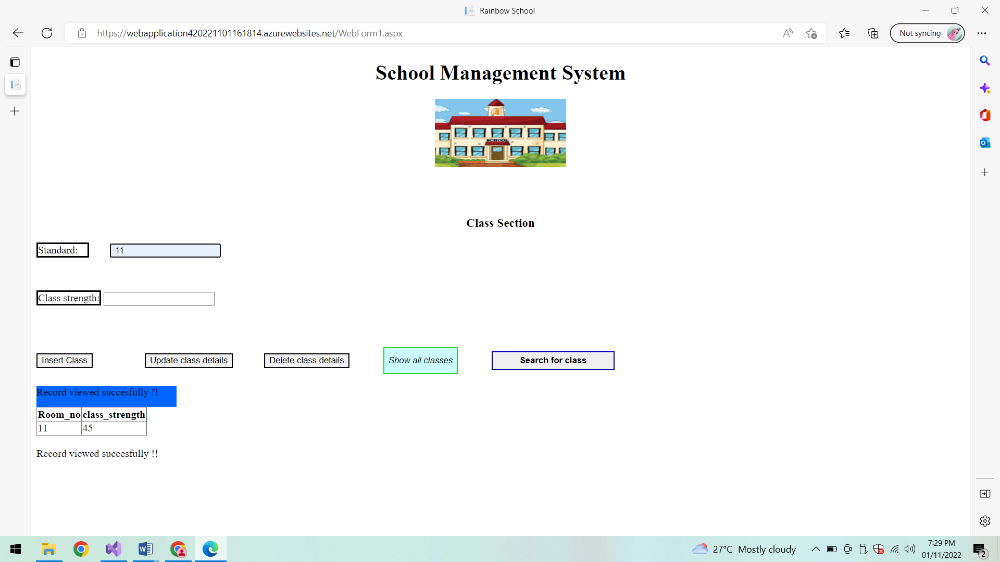 Rainbow School
https://webapplication420221101161814.azurewebsites.net/WebForm1.aspx
Not syncing
School Management System
SCHOOL
Class Section
Standard: 11
Class strength:
Insert Class Update class details Delete class details Show all classes Search for class
Record viewed succesfully !!
Room_no class_strength
11 45
Record viewed succesfully !!
27°C Mostly cloudy
7:29 PM
01/11/2022
2